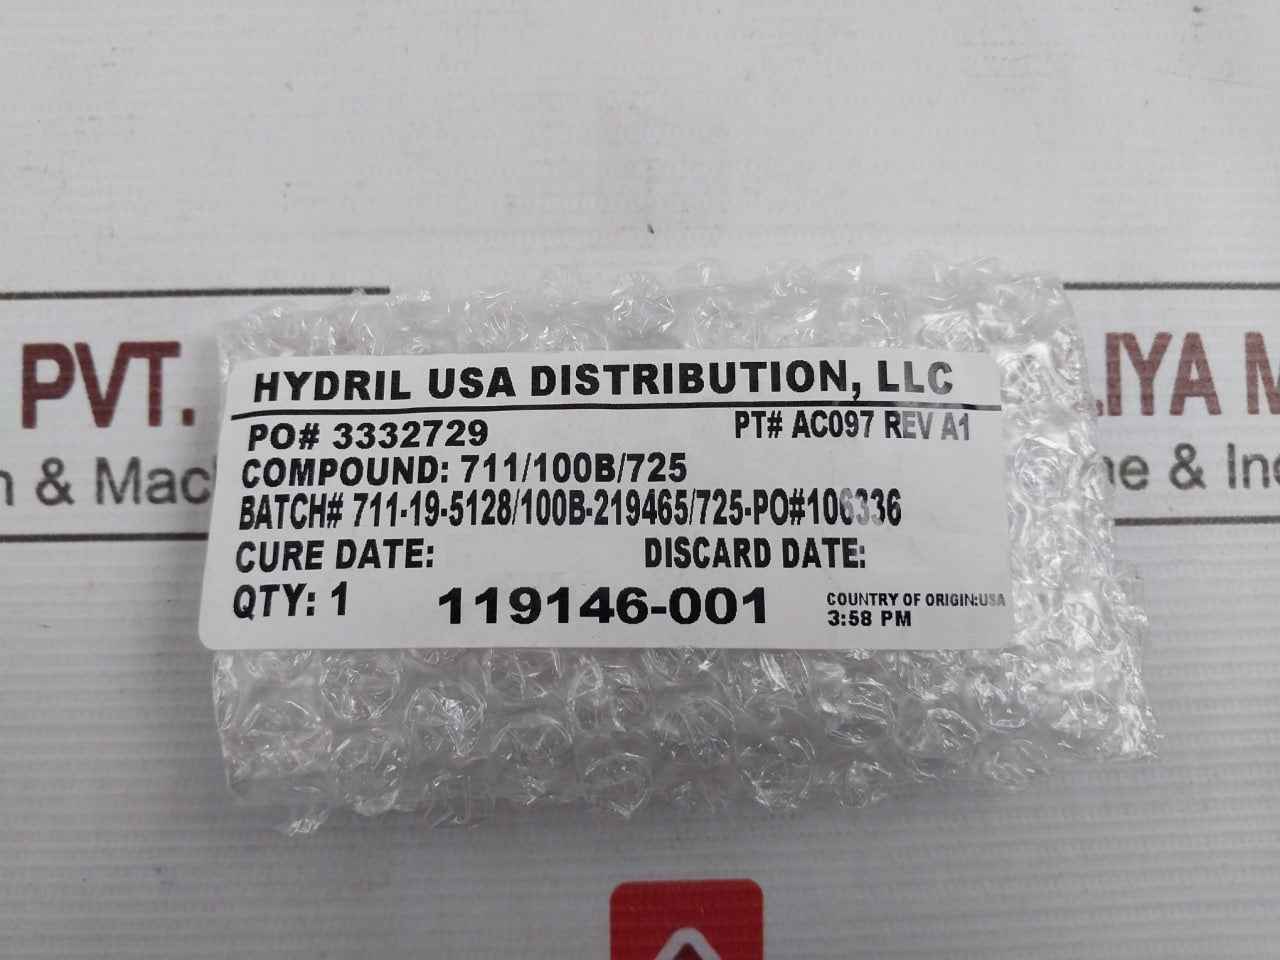 HYDRIL USA DISTRIBUTION, LLC
PO# 3332729 PT# AC097 REV A1
COMPOUND: 711/100B/725
BATCH# 711-19-5128/100B-219465/725-PO#106336
CURE DATE: DISCARD DATE:
QTY: 1 119146-001 COUNTRY OF ORIGIN:USA
3:58 PM
PVT.
& Mac
& In